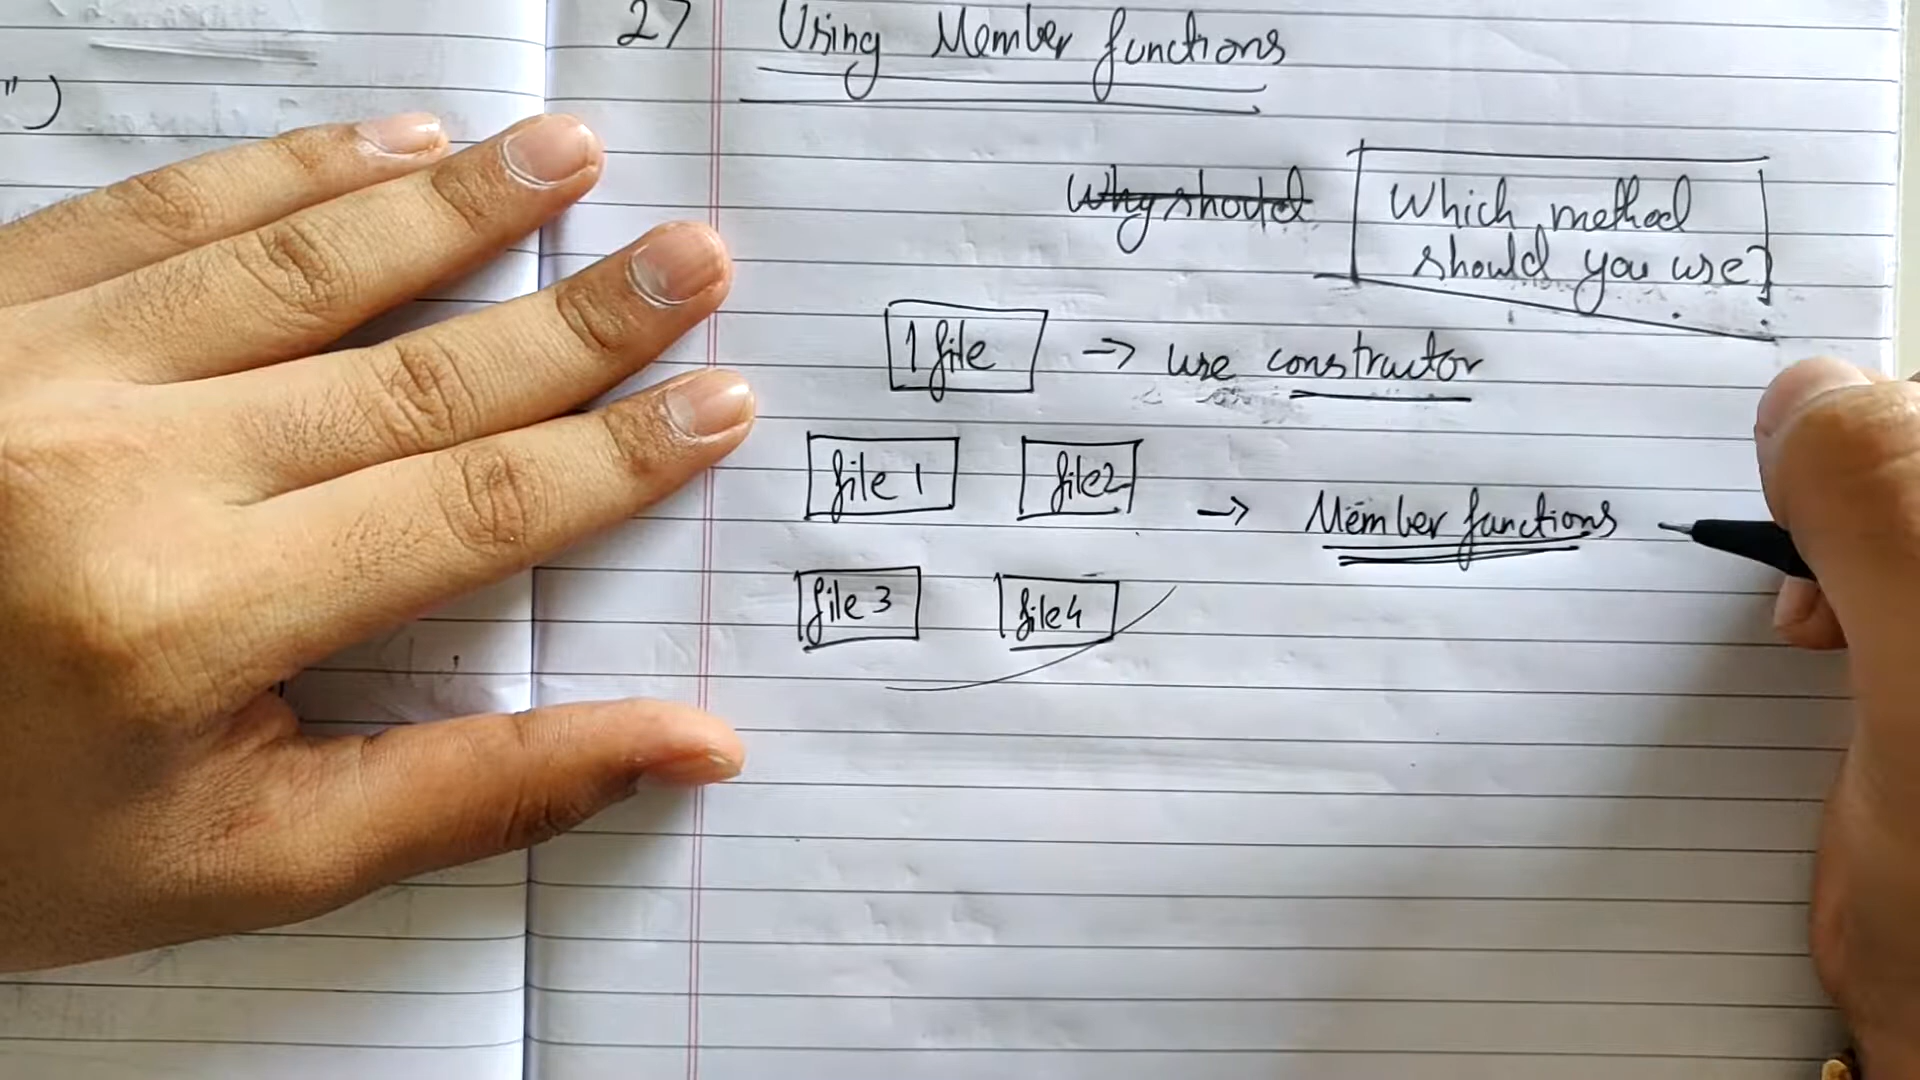 ")
27 Using Member functions
Why should
Which method
should you use?
1 file → use constructor
file 1 file2
→ Member functions
file 3 file4